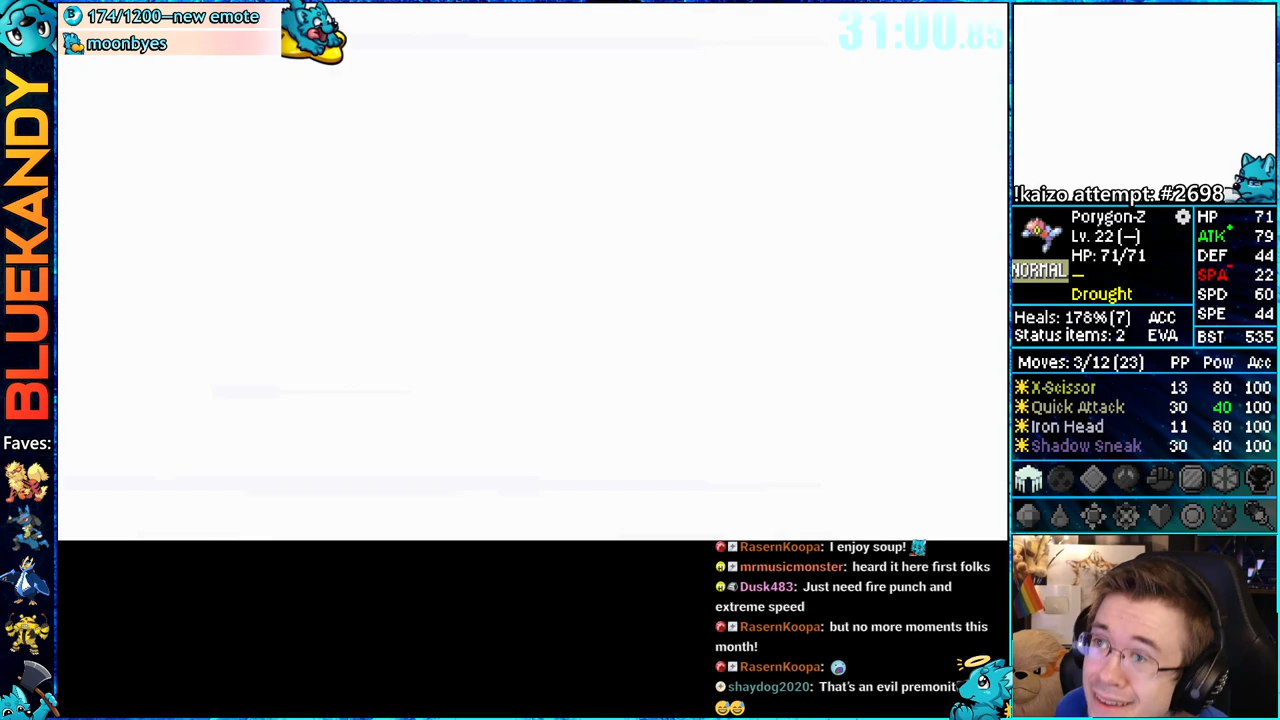 174/1200—new emote
moonbyes
31:00.85
BLUEKANDY
Faves:
!kaizo attempt: #2698
Porygon-Z
Lv. 22 (—)
HP: 71/71
NORMAL
—
Drought
Heals: 178% (7) ACC
Status items: 2 EVA
HP 71
ATK+ 79
DEF 44
SPA- 22
SPD 60
SPE 44
BST 535
Moves: 3/12 (23) PP Pow Acc
X-Scissor 13 80 100
Quick Attack 30 40 100
Iron Head 11 80 100
Shadow Sneak 30 40 100
RasernKoopa: I enjoy soup!
mrmusicmonster: heard it here first folks
Dusk483: Just need fire punch and
extreme speed
RasernKoopa: but no more moments this
month!
RasernKoopa:
shaydog2020: That's an evil premonit